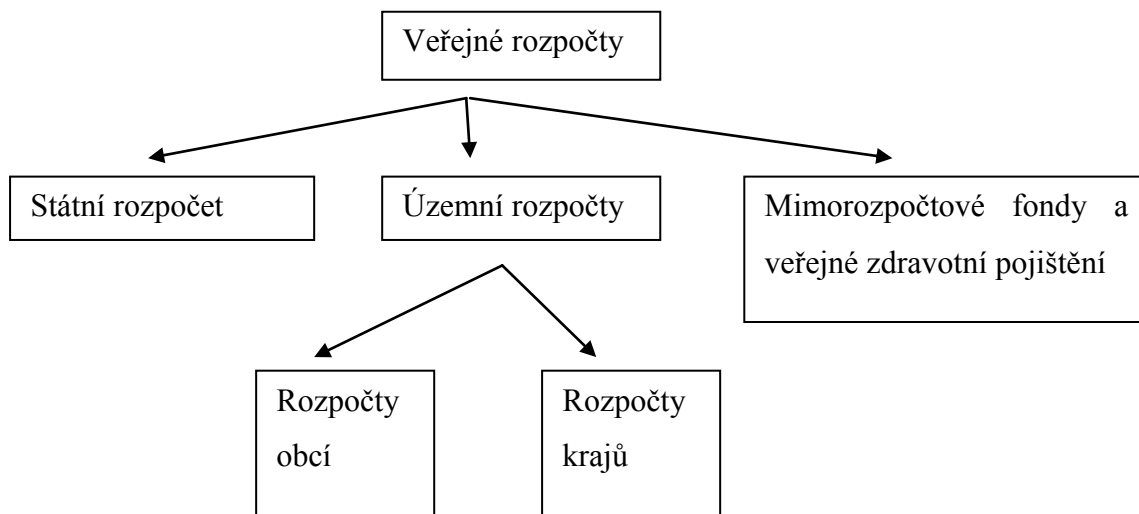 Veřejné rozpočty
Státní rozpočet
Územní rozpočty
Mimorozpočtové fondy a
veřejné zdravotní pojištění
Rozpočty
obcí
Rozpočty
krajů